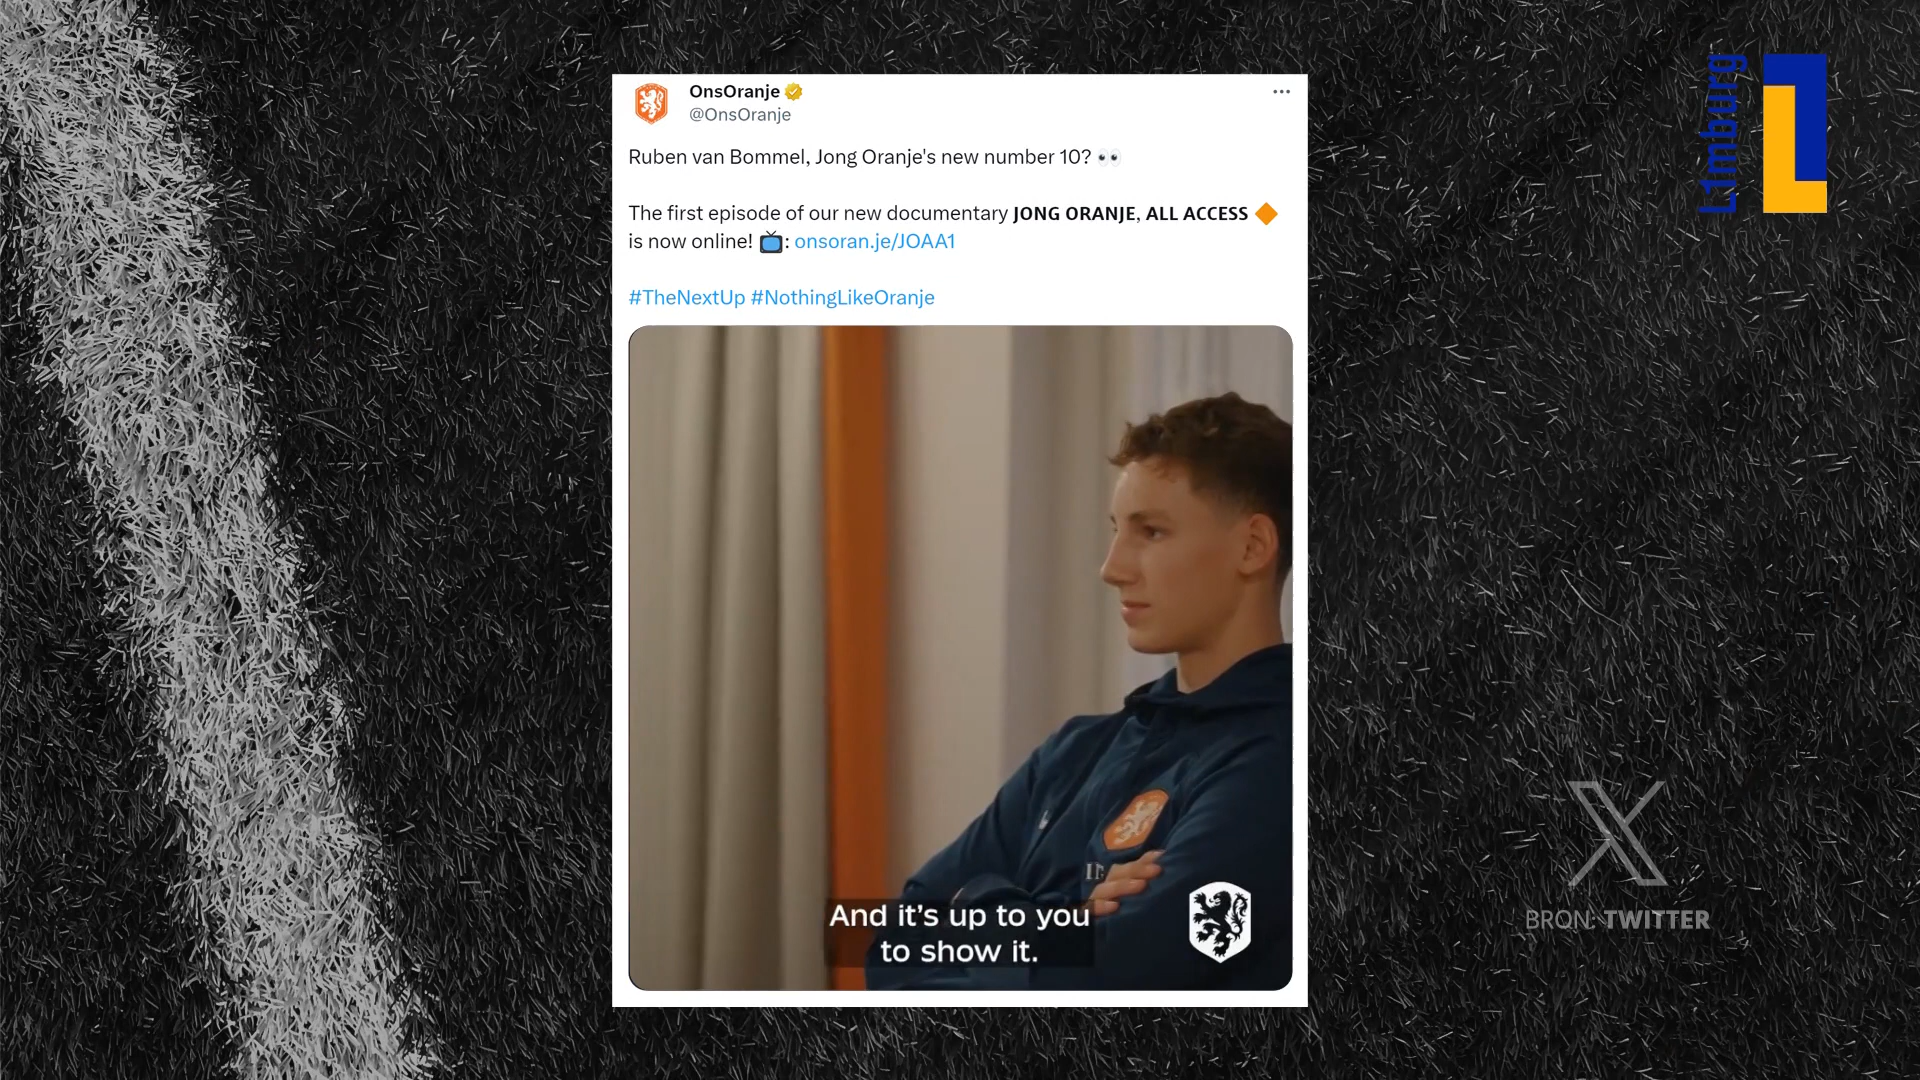 OnsOranje
@OnsOranje
Ruben van Bommel, Jong Oranje's new number 10? 👀
The first episode of our new documentary JONG ORANJE, ALL ACCESS 🔶
is now online! 📺: onsoran.je/JOAA1
#TheNextUp #NothingLikeOranje
And it's up to you
to show it.
L1mburg
BRON: TWITTER